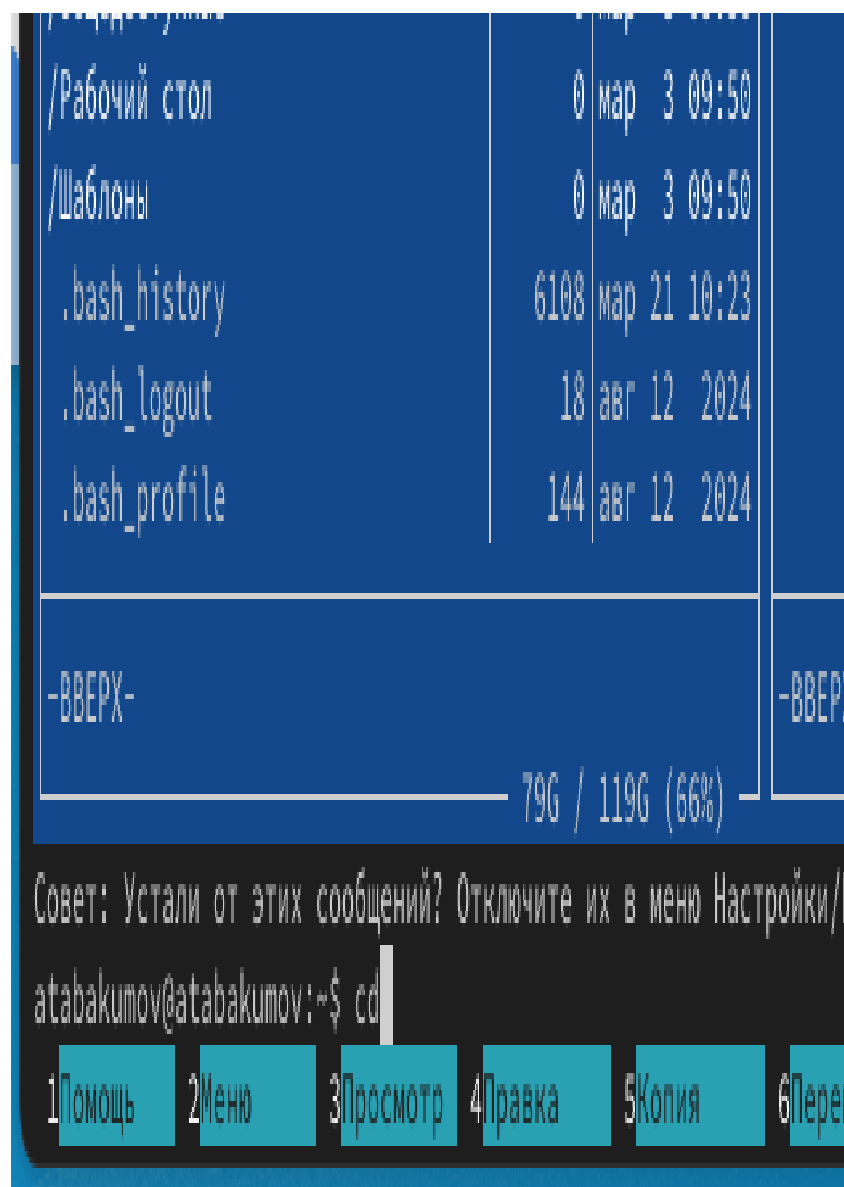 /Рабочий стол 0 мар 3 09:50
/Шаблоны 0 мар 3 09:50
.bash_history 6108 мар 21 10:23
.bash_logout 18 авг 12 2024
.bash_profile 144 авг 12 2024
-ВВЕРХ-
79G / 119G (66%)
Совет: Устали от этих сообщений? Отключите их в меню Настройки/
atabakumov@atabakumov:~$ cd
1Помощь 2Меню 3Просмотр 4Правка 5Копия 6